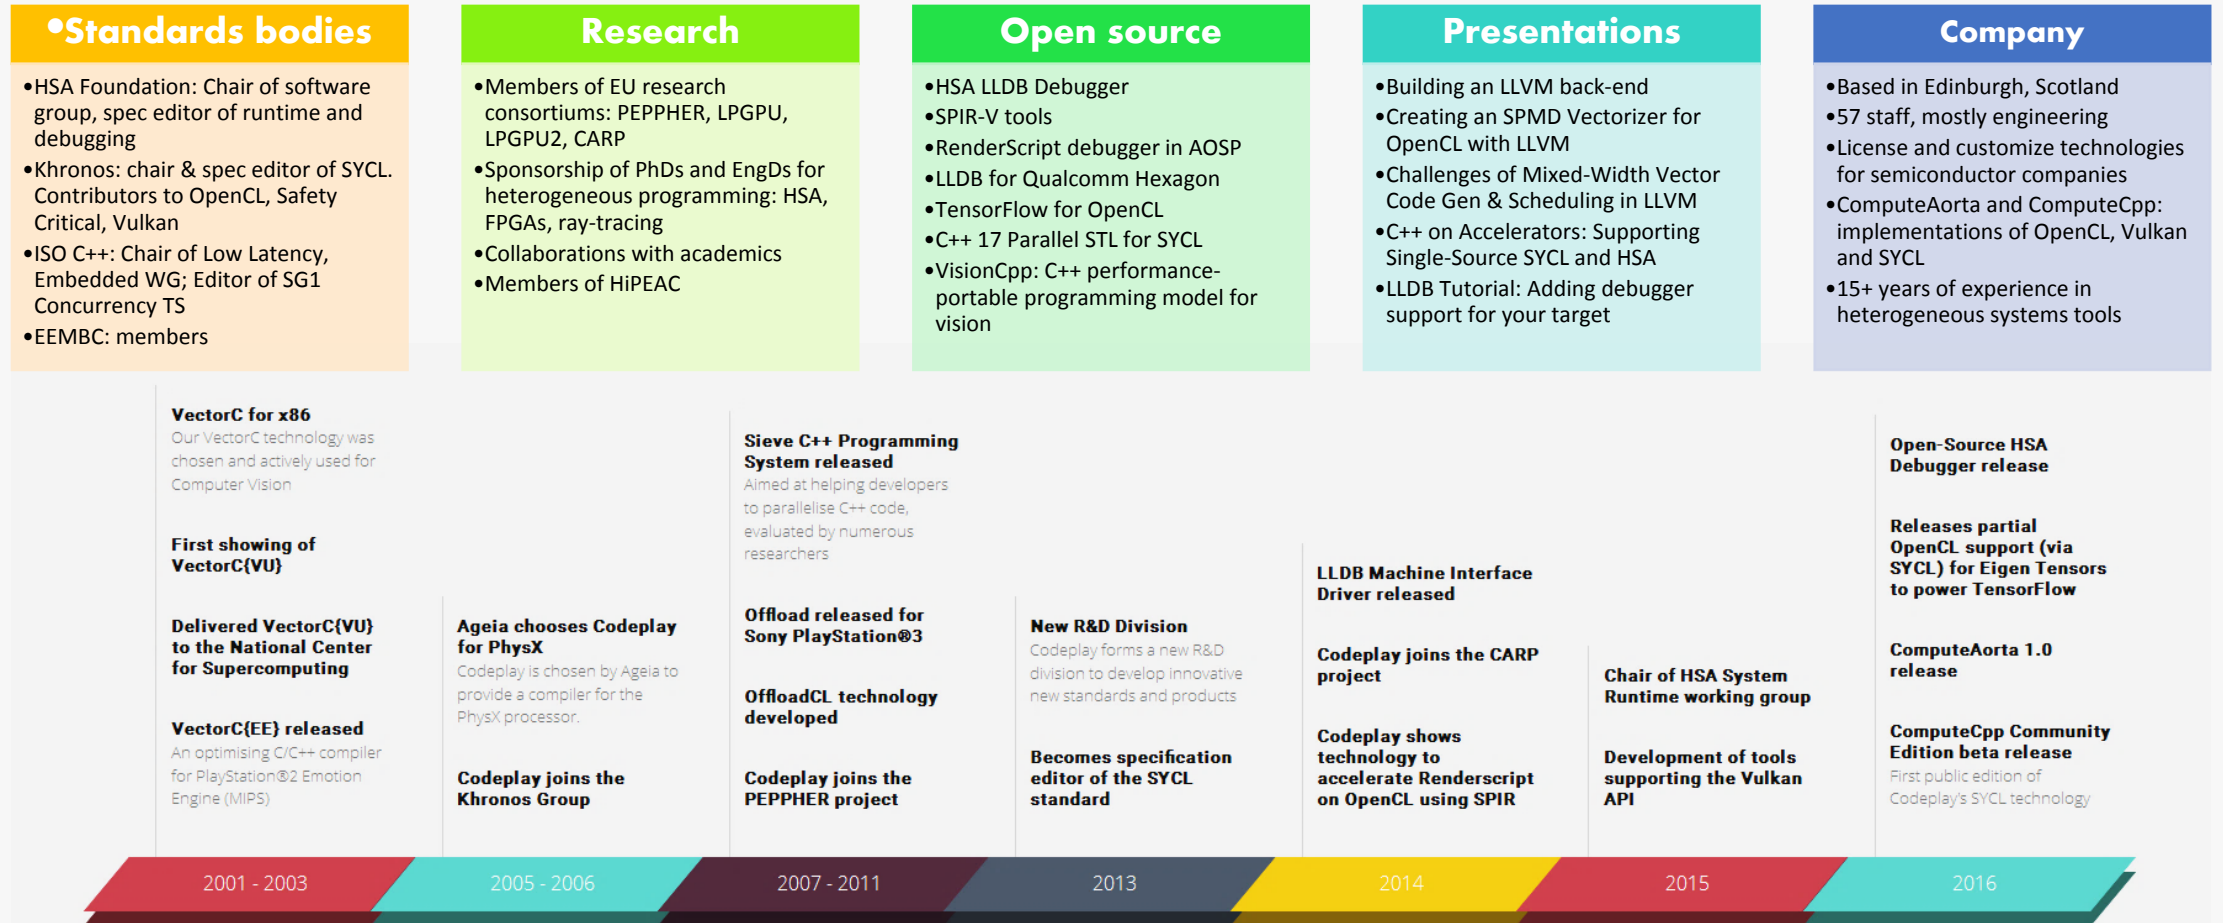 •Standards bodies
•HSA Foundation: Chair of software
group, spec editor of runtime and
debugging
•Khronos: chair & spec editor of SYCL.
Contributors to OpenCL, Safety
Critical, Vulkan
•ISO C++: Chair of Low Latency,
Embedded WG; Editor of SG1
Concurrency TS
•EEMBC: members
Research
•Members of EU research
consortiums: PEPPHER, LPGPU,
LPGPU2, CARP
•Sponsorship of PhDs and EngDs for
heterogeneous programming: HSA,
FPGAs, ray-tracing
•Collaborations with academics
•Members of HiPEAC
Open source
•HSA LLDB Debugger
•SPIR-V tools
•RenderScript debugger in AOSP
•LLDB for Qualcomm Hexagon
•TensorFlow for OpenCL
•C++ 17 Parallel STL for SYCL
•VisionCpp: C++ performance-
portable programming model for
vision
Presentations
•Building an LLVM back-end
•Creating an SPMD Vectorizer for
OpenCL with LLVM
•Challenges of Mixed-Width Vector
Code Gen & Scheduling in LLVM
•C++ on Accelerators: Supporting
Single-Source SYCL and HSA
•LLDB Tutorial: Adding debugger
support for your target
Company
•Based in Edinburgh, Scotland
•57 staff, mostly engineering
•License and customize technologies
for semiconductor companies
•ComputeAorta and ComputeCpp:
implementations of OpenCL, Vulkan
and SYCL
•15+ years of experience in
heterogeneous systems tools
VectorC for x86
Our VectorC technology was
chosen and actively used for
Computer Vision
First showing of
VectorC{VU}
Delivered VectorC{VU}
to the National Center
for Supercomputing
VectorC{EE} released
An optimising C/C++ compiler
for PlayStation®2 Emotion
Engine (MIPS)
2001 - 2003
Ageia chooses Codeplay
for PhysX
Codeplay is chosen by Ageia to
provide a compiler for the
PhysX processor.
Codeplay joins the
Khronos Group
2005 - 2006
Sieve C++ Programming
System released
Aimed at helping developers
to parallelise C++ code,
evaluated by numerous
researchers
Offload released for
Sony PlayStation®3
OffloadCL technology
developed
Codeplay joins the
PEPPHER project
2007 - 2011
New R&D Division
Codeplay forms a new R&D
division to develop innovative
new standards and products
Becomes specification
editor of the SYCL
standard
2013
LLDB Machine Interface
Driver released
Codeplay joins the CARP
project
Codeplay shows
technology to
accelerate Renderscript
on OpenCL using SPIR
2014
Chair of HSA System
Runtime working group
Development of tools
supporting the Vulkan
API
2015
Open-Source HSA
Debugger release
Releases partial
OpenCL support (via
SYCL) for Eigen Tensors
to power TensorFlow
ComputeAorta 1.0
release
ComputeCpp Community
Edition beta release
First public edition of
Codeplay's SYCL technology
2016